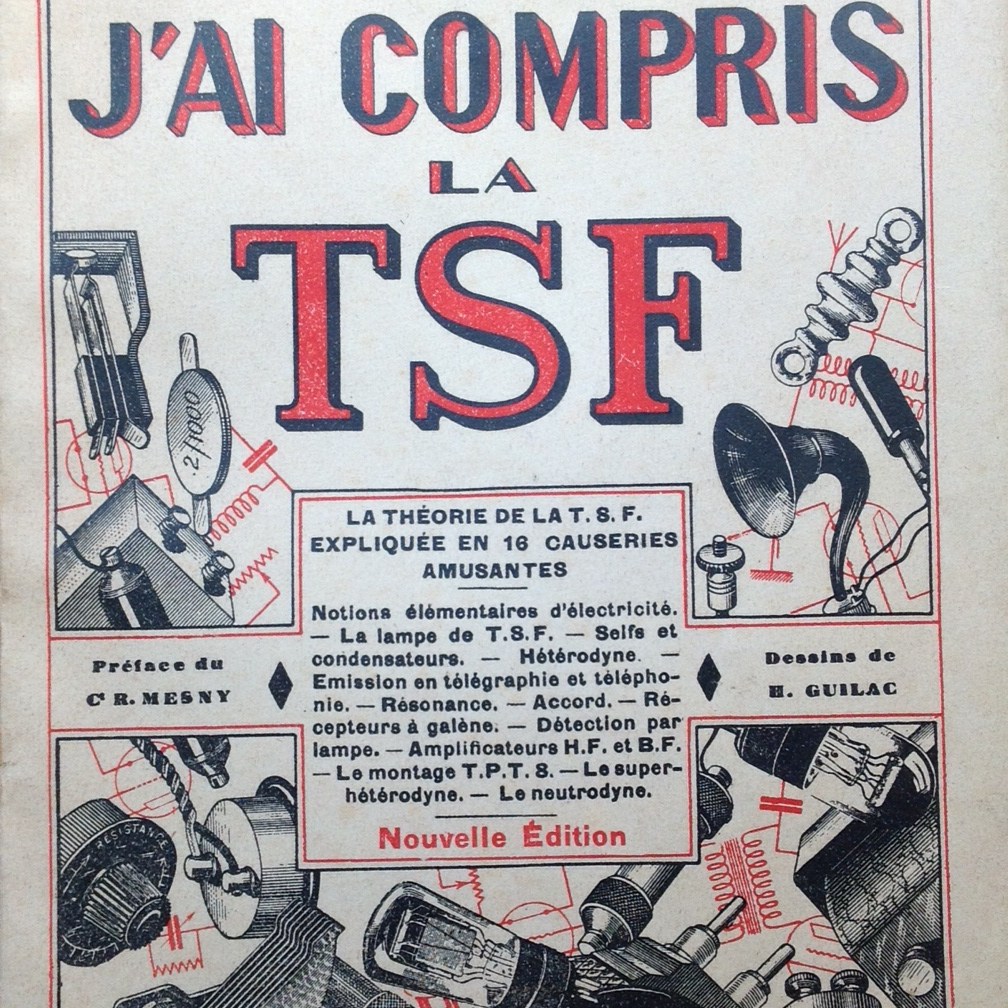 J'AI COMPRIS
LA
TSF
.2/1000
LA THÉORIE DE LA T. S. F.
EXPLIQUÉE EN 16 CAUSERIES
AMUSANTES
Notions élémentaires d'électricité.
— La lampe de T.S.F. — Selfs et
condensateurs. — Hétérodyne. —
Emission en télégraphie et télépho-
nie. — Résonance. — Accord. — Ré-
cepteurs à galène. — Détection par
lampe. — Amplificateurs H.F. et B.F.
— Le montage T.P.T.S. — Le super-
hétérodyne. — Le neutrodyne.
Nouvelle Édition
Préface du
Cᵗ R. MESNY
Dessins de
H. GUILAC
RESISTANCE